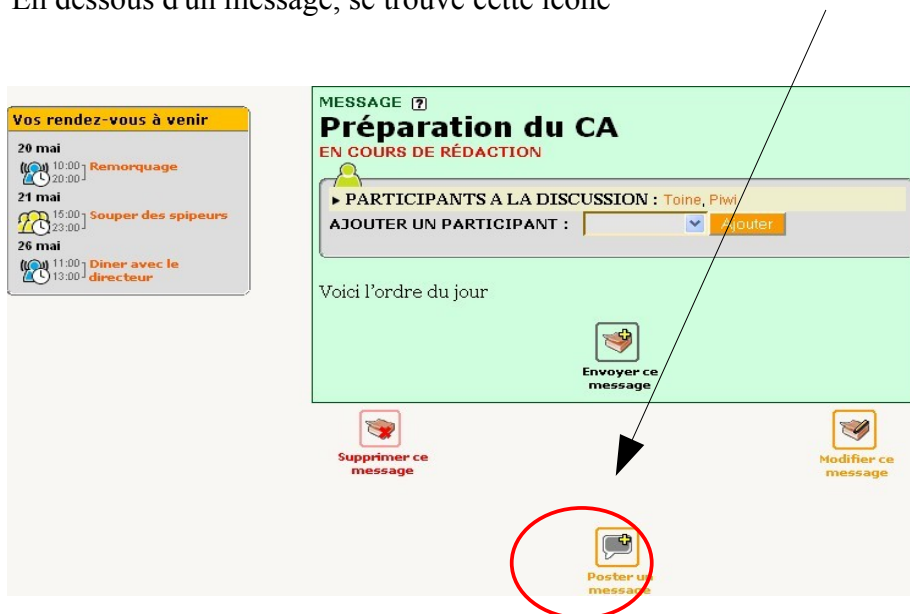 En dessous d'un message, se trouve cette icône
Vos rendez-vous à venir
20 mai
10:00
20:00
Remorquage
21 mai
15:00
23:00
Souper des spipeurs
26 mai
11:00
13:00
Diner avec le
directeur
MESSAGE ?
Préparation du CA
EN COURS DE RÉDACTION
PARTICIPANTS A LA DISCUSSION : Toine, Piwi
AJOUTER UN PARTICIPANT : Ajouter
Voici l'ordre du jour
Envoyer ce
message
Supprimer ce
message
Modifier ce
message
Poster un
message